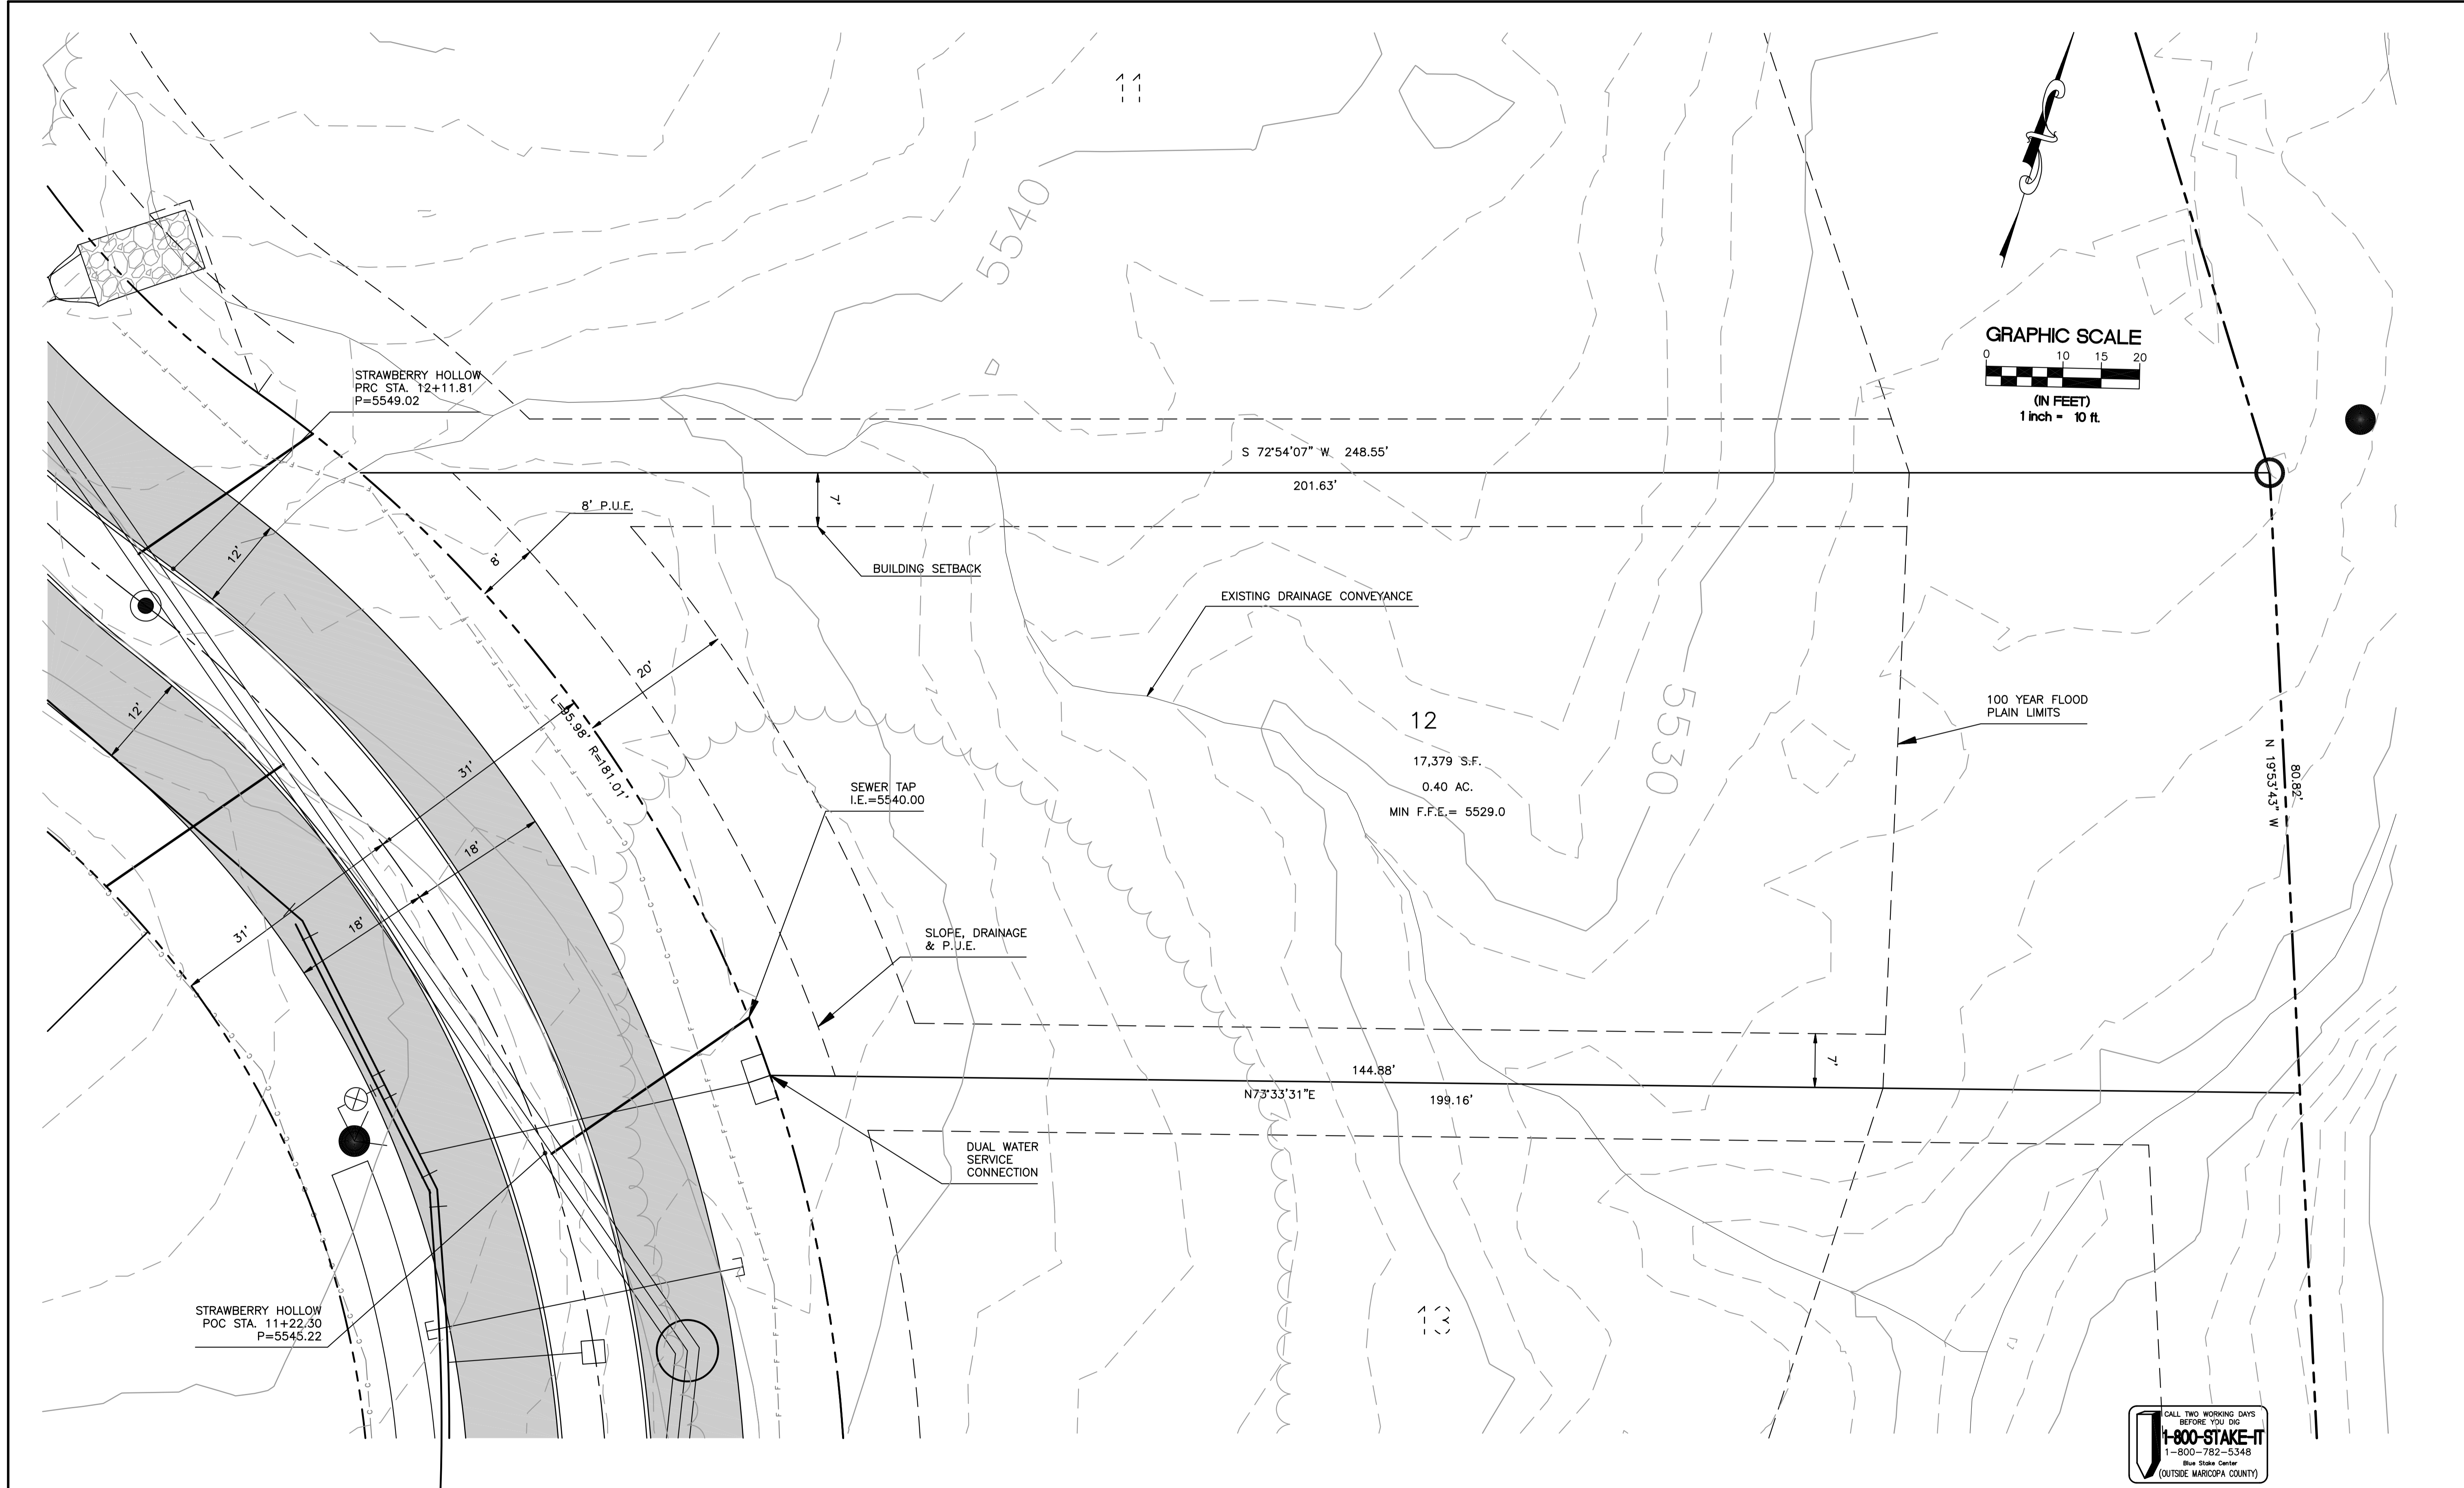 11
5540
GRAPHIC SCALE
0 10 15 20
(IN FEET)
1 inch = 10 ft.
STRAWBERRY HOLLOW
PRC STA. 12+11.81
P=5549.02
S 72°54'07" W 248.55'
201.63'
7'
8' P.U.E.
8'
12'
BUILDING SETBACK
EXISTING DRAINAGE CONVEYANCE
20'
12'
L=95.98' R=181.01'
31'
18'
5530
12
17,379 S.F.
0.40 AC.
MIN F.F.E.= 5529.0
100 YEAR FLOOD
PLAIN LIMITS
N 19°53'43" W
80.82'
SEWER TAP
I.E.=5540.00
31'
18'
SLOPE, DRAINAGE
& P.U.E.
144.88'
N73°33'31"E
199.16'
7'
DUAL WATER
SERVICE
CONNECTION
STRAWBERRY HOLLOW
POC STA. 11+22.30
P=5545.22
13
CALL TWO WORKING DAYS
BEFORE YOU DIG
1-800-STAKE-IT
1-800-782-5348
Blue Stake Center
(OUTSIDE MARICOPA COUNTY)